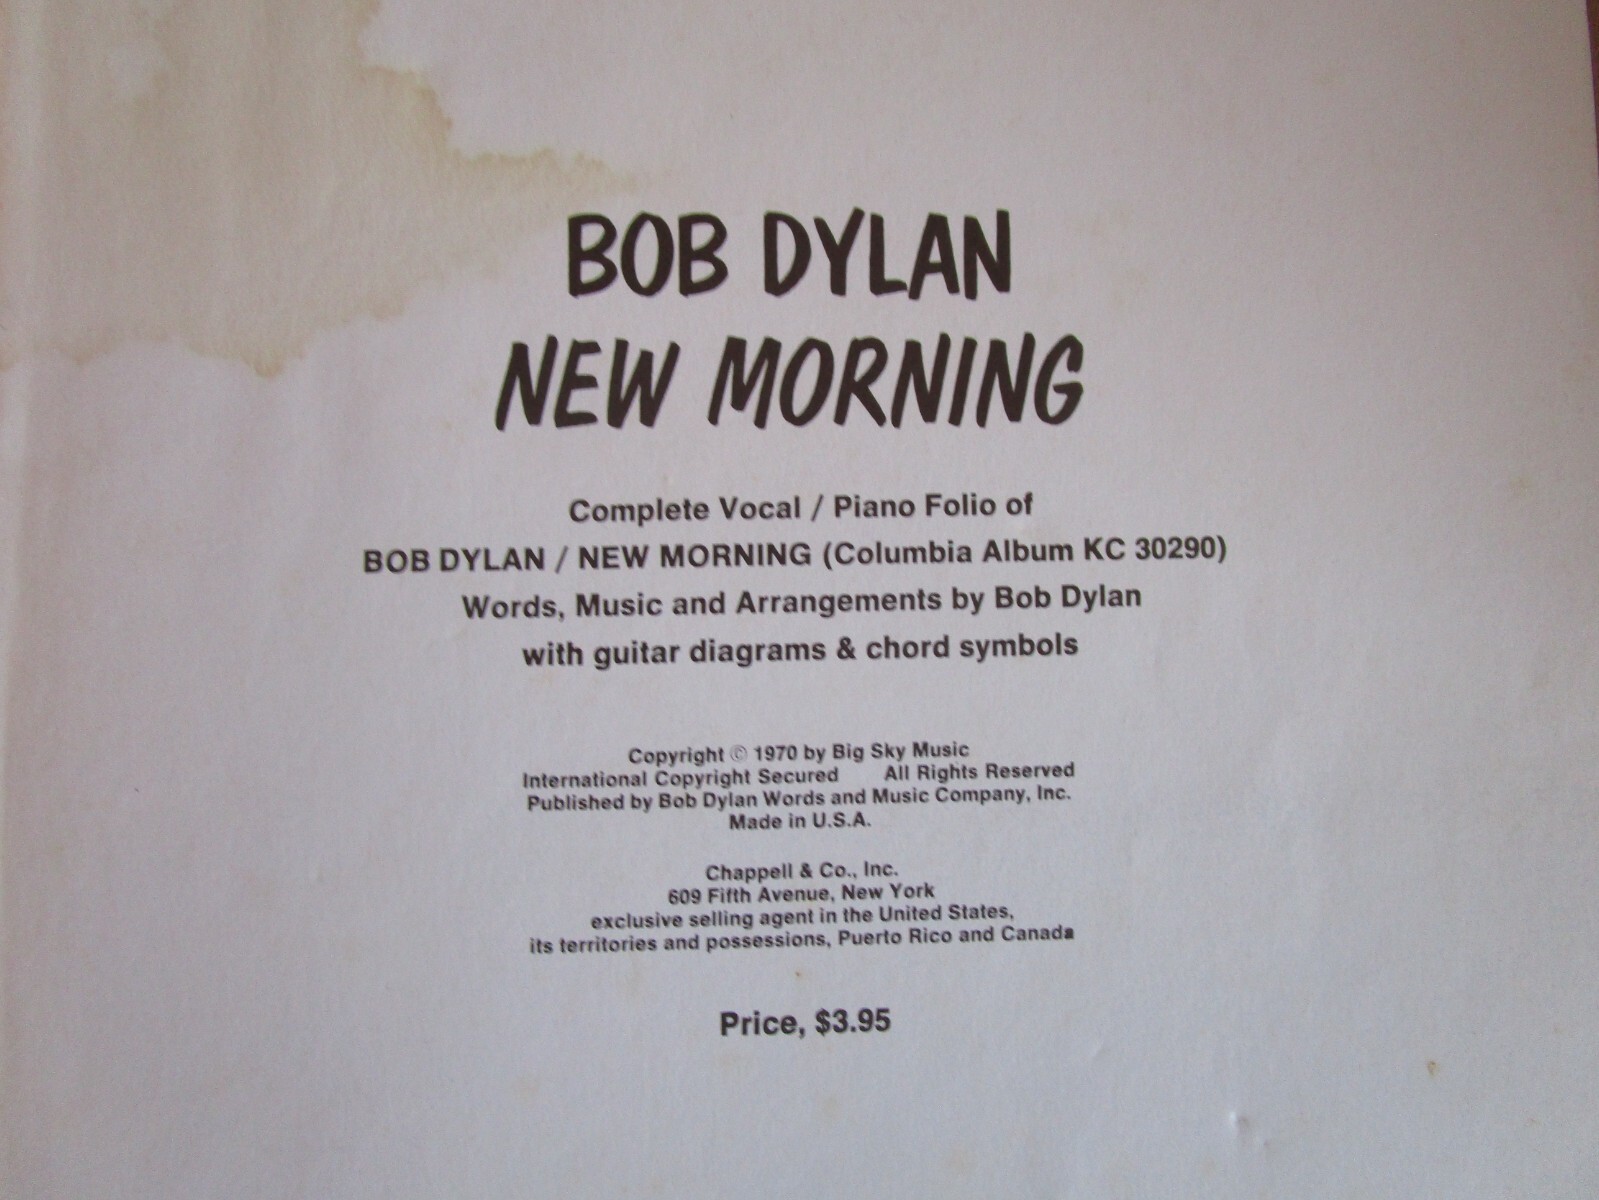 BOB DYLAN
NEW MORNING
Complete Vocal / Piano Folio of
BOB DYLAN / NEW MORNING (Columbia Album KC 30290)
Words, Music and Arrangements by Bob Dylan
with guitar diagrams & chord symbols
Copyright © 1970 by Big Sky Music
International Copyright Secured All Rights Reserved
Published by Bob Dylan Words and Music Company, Inc.
Made in U.S.A.
Chappell & Co., Inc.
609 Fifth Avenue, New York
exclusive selling agent in the United States,
its territories and possessions, Puerto Rico and Canada
Price, $3.95